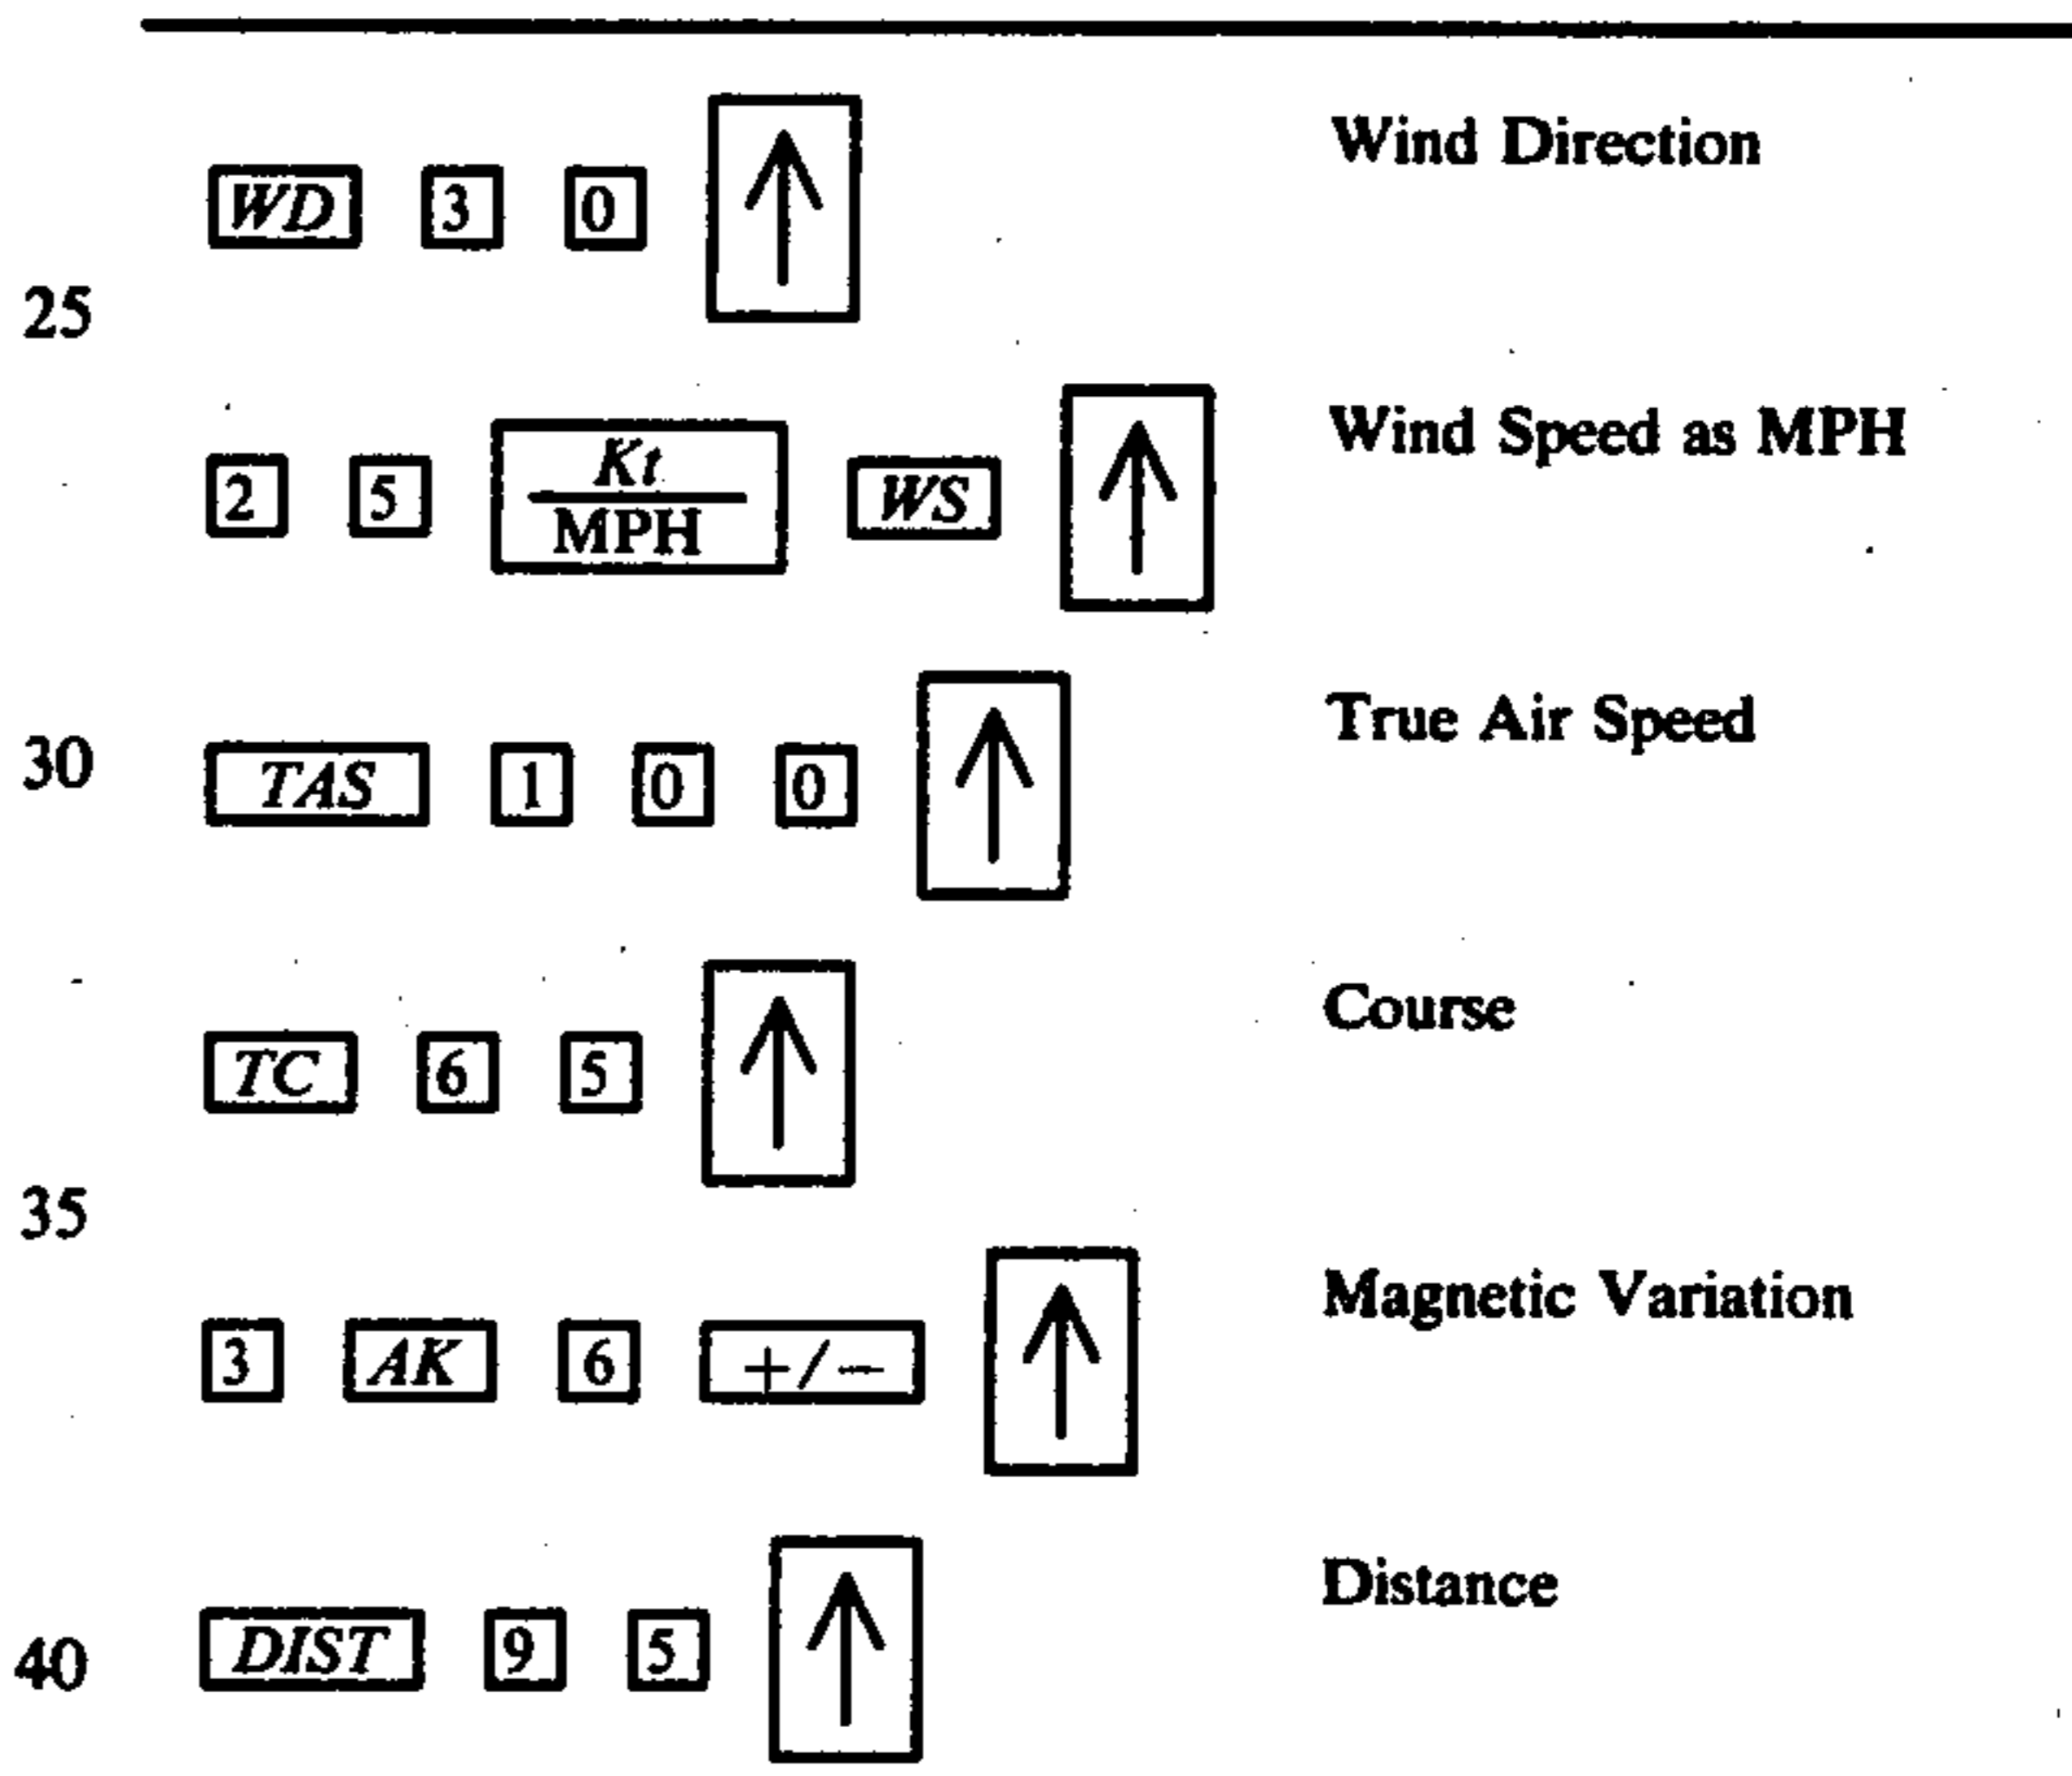 Wind Direction
WD 3 0 ↑
25
Wind Speed as MPH
2 5 Kt/MPH WS ↑
True Air Speed
30 TAS 1 0 0 ↑
Course
TC 6 5 ↑
35
Magnetic Variation
3 AK 6 +/− ↑
Distance
40 DIST 9 5 ↑